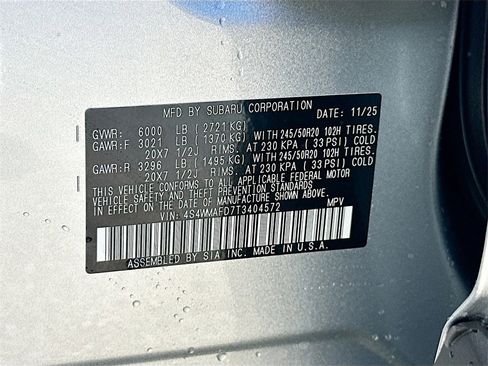 MFD BY SUBARU CORPORATION DATE: 11/25
GVWR: 6000 LB (2721 KG)
GAWR:F 3021 LB (1370 KG) WITH 245/50R20 102H TIRES.
20X7 1/2J RIMS. AT 230 KPA (33 PSI) COLD
GAWR:R 3296 LB (1495 KG) WITH 245/50R20 102H TIRES.
20X7 1/2J RIMS. AT 230 KPA (33 PSI) COLD
THIS VEHICLE CONFORMS TO ALL APPLICABLE FEDERAL MOTOR
VEHICLE SAFETY AND THEFT PREVENTION STANDARDS
IN EFFECT ON THE DATE OF MANUFACTURE SHOWN ABOVE.
VIN: 4S4WMAFD7T3404572 MPV
ASSEMBLED BY SIA INC. MADE IN U.S.A.